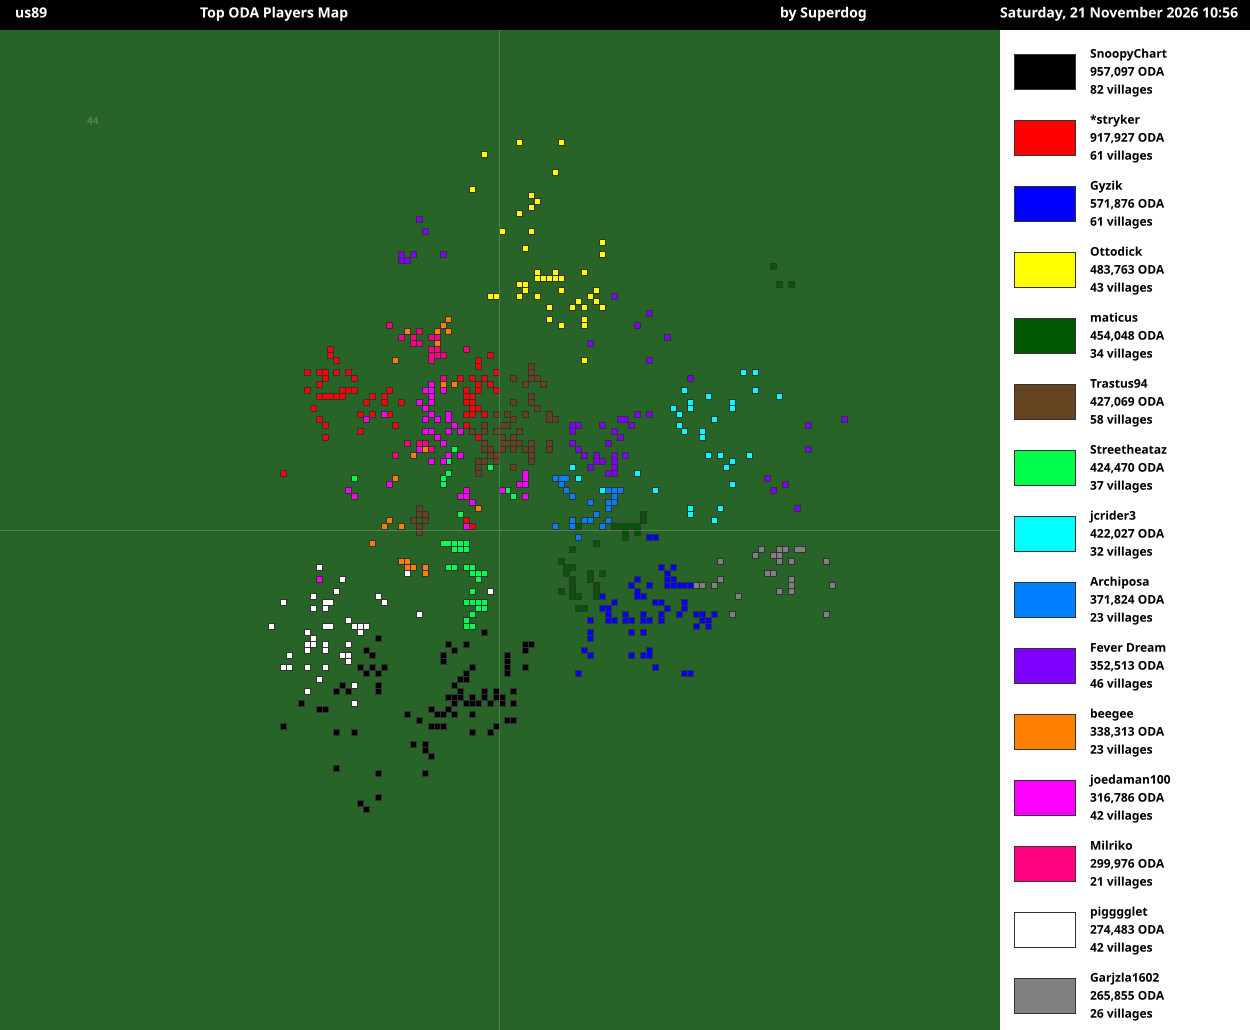 us89 Top ODA Players Map by Superdog Saturday, 21 November 2026 10:56
44
SnoopyChart
957,097 ODA
82 villages
*stryker
917,927 ODA
61 villages
Gyzik
571,876 ODA
61 villages
Ottodick
483,763 ODA
43 villages
maticus
454,048 ODA
34 villages
Trastus94
427,069 ODA
58 villages
Streetheataz
424,470 ODA
37 villages
jcrider3
422,027 ODA
32 villages
Archiposa
371,824 ODA
23 villages
Fever Dream
352,513 ODA
46 villages
beegee
338,313 ODA
23 villages
joedaman100
316,786 ODA
42 villages
Milriko
299,976 ODA
21 villages
pigggglet
274,483 ODA
42 villages
Garjzla1602
265,855 ODA
26 villages